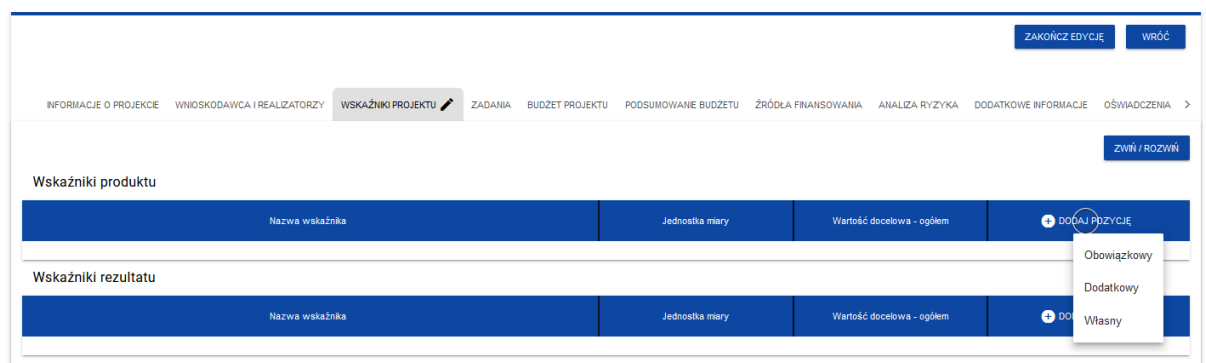 ZAKOŃCZ EDYCJĘ WRÓĆ
INFORMACJE O PROJEKCIE WNIOSKODAWCA I REALIZATORZY WSKAŹNIKI PROJEKTU ZADANIA BUDŻET PROJEKTU PODSUMOWANIE BUDŻETU ŹRÓDŁA FINANSOWANIA ANALIZA RYZYKA DODATKOWE INFORMACJE OŚWIADCZENIA
ZWIŃ / ROZWIŃ
Wskaźniki produktu
Nazwa wskaźnika Jednostka miary Wartość docelowa - ogółem DODAJ POZYCJĘ
Obowiązkowy
Dodatkowy
Własny
Wskaźniki rezultatu
Nazwa wskaźnika Jednostka miary Wartość docelowa - ogółem